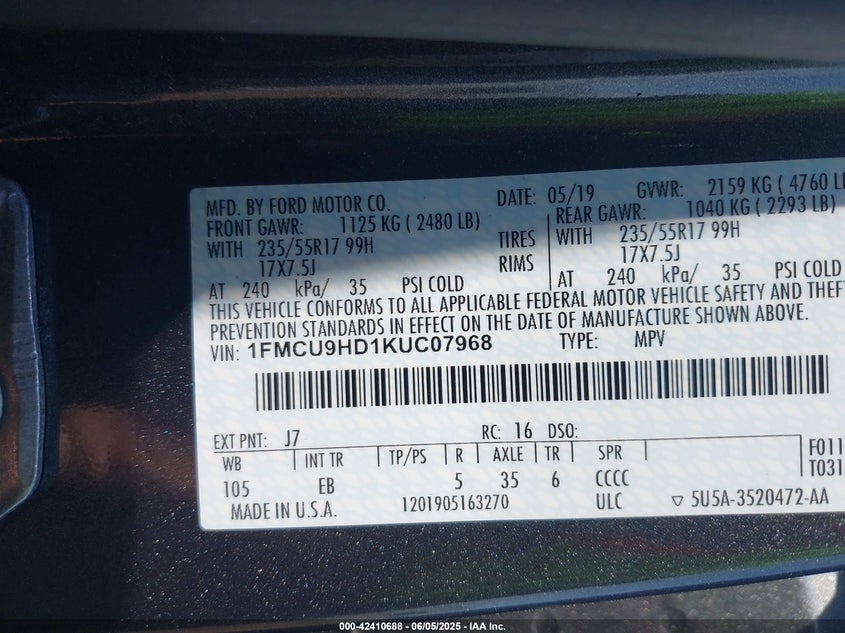 MFD. BY FORD MOTOR CO. DATE: 05/19 GVWR: 2159 KG ( 4760 L
FRONT GAWR: 1125 KG ( 2480 LB) REAR GAWR: 1040 KG ( 2293 LB)
WITH 235/55R17 99H TIRES WITH 235/55R17 99H
17X7.5J RIMS 17X7.5J
AT 240 kPa/ 35 PSI COLD AT 240 kPa/ 35 PSI COLD
THIS VEHICLE CONFORMS TO ALL APPLICABLE FEDERAL MOTOR VEHICLE SAFETY AND THEFT
PREVENTION STANDARDS IN EFFECT ON THE DATE OF MANUFACTURE SHOWN ABOVE.
VIN: 1FMCU9HD1KUC07968 TYPE: MPV
EXT PNT: J7 RC: 16 DSO:
WB INT TR TP/PS R AXLE TR SPR F011
105 EB 5 35 6 CCCC T031
MADE IN U.S.A. 1201905163270 ULC ▽ 5U5A-3520472-AA
000-42410688 - 06/05/2025 - IAA Inc.